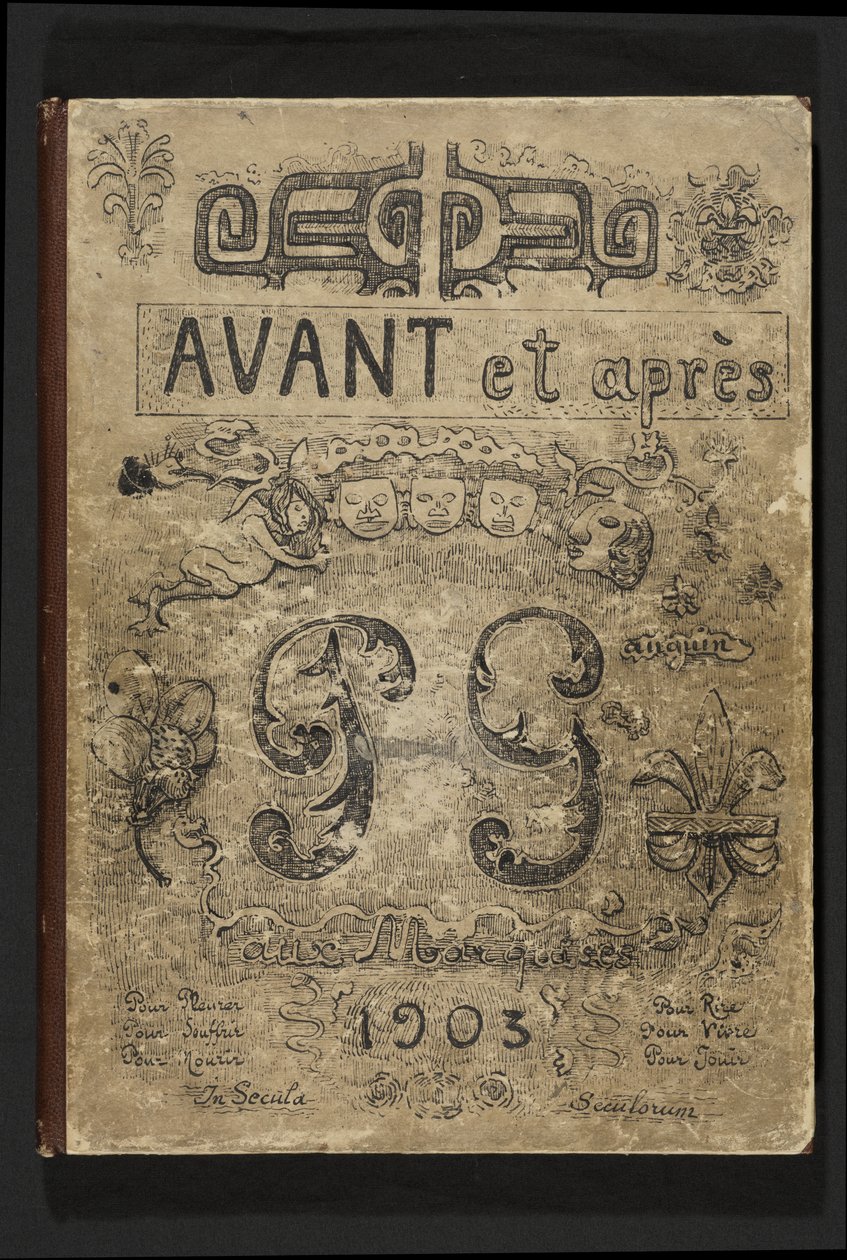 AVANT et après
PG
auguin
aux Marquises
Pour Pleurer
Pour Souffrir
Pour Mourir
1903
Pour Rire
Pour Vivre
Pour Jouir
In Secula
Seculorum